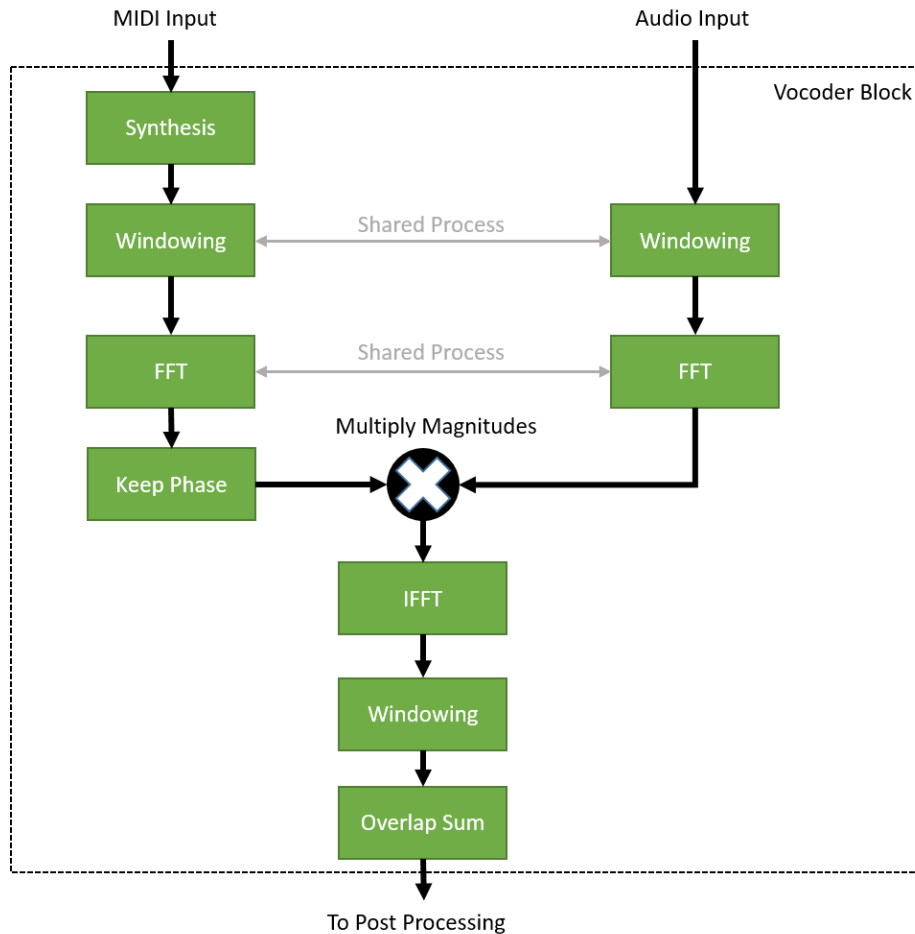 MIDI Input
Audio Input
Vocoder Block
Synthesis
Windowing
Shared Process
Windowing
FFT
Shared Process
FFT
Multiply Magnitudes
Keep Phase
IFFT
Windowing
Overlap Sum
To Post Processing